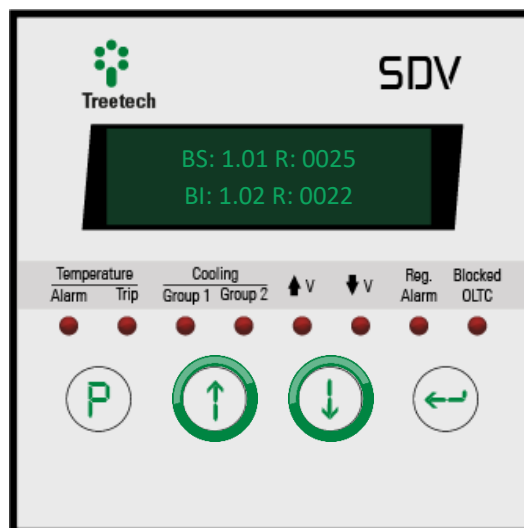 Treetech
SDV
BS: 1.01 R: 0025
BI: 1.02 R: 0022
Temperature
Alarm Trip
Cooling
Group 1 Group 2
V
V
Reg.
Alarm
Blocked
OLTC
P